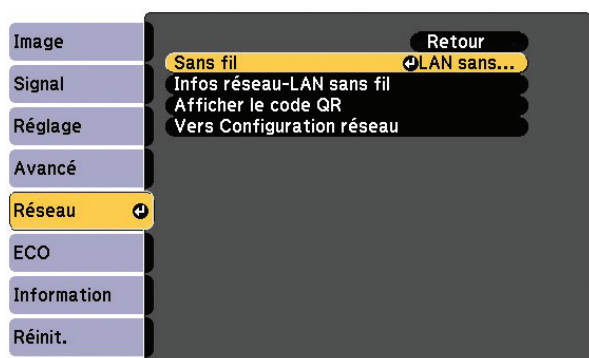 Image
Signal
Réglage
Avancé
Réseau
ECO
Information
Réinit.
Retour
Sans fil LAN sans...
Infos réseau-LAN sans fil
Afficher le code QR
Vers Configuration réseau